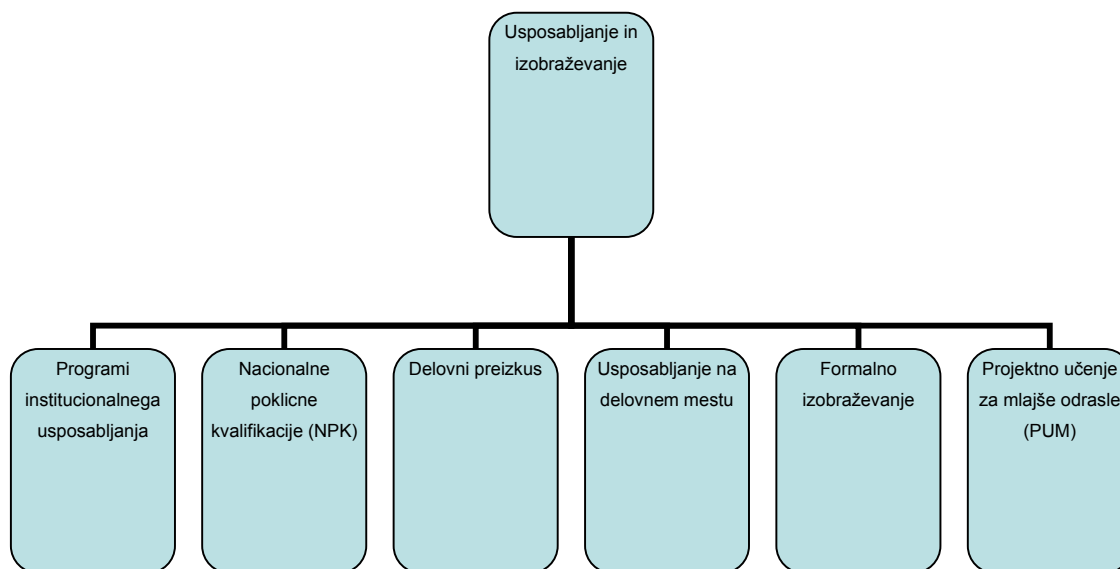 Usposabljanje in
izobraževanje
Programi
institucionalnega
usposabljanja
Nacionalne
poklicne
kvalifikacije (NPK)
Delovni preizkus
Usposabljanje na
delovnem mestu
Formalno
izobraževanje
Projektno učenje
za mlajše odrasle
(PUM)